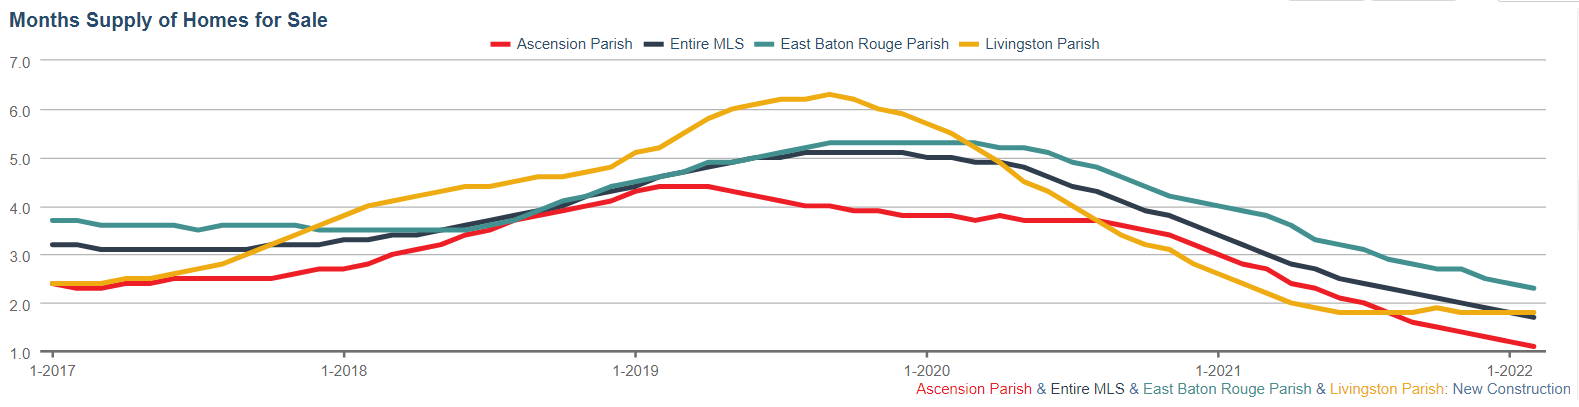 Months Supply of Homes for Sale
Ascension Parish Entire MLS East Baton Rouge Parish Livingston Parish
7.0
6.0
5.0
4.0
3.0
2.0
1.0
1-2017 1-2018 1-2019 1-2020 1-2021 1-2022
Ascension Parish & Entire MLS & East Baton Rouge Parish & Livingston Parish: New Construction